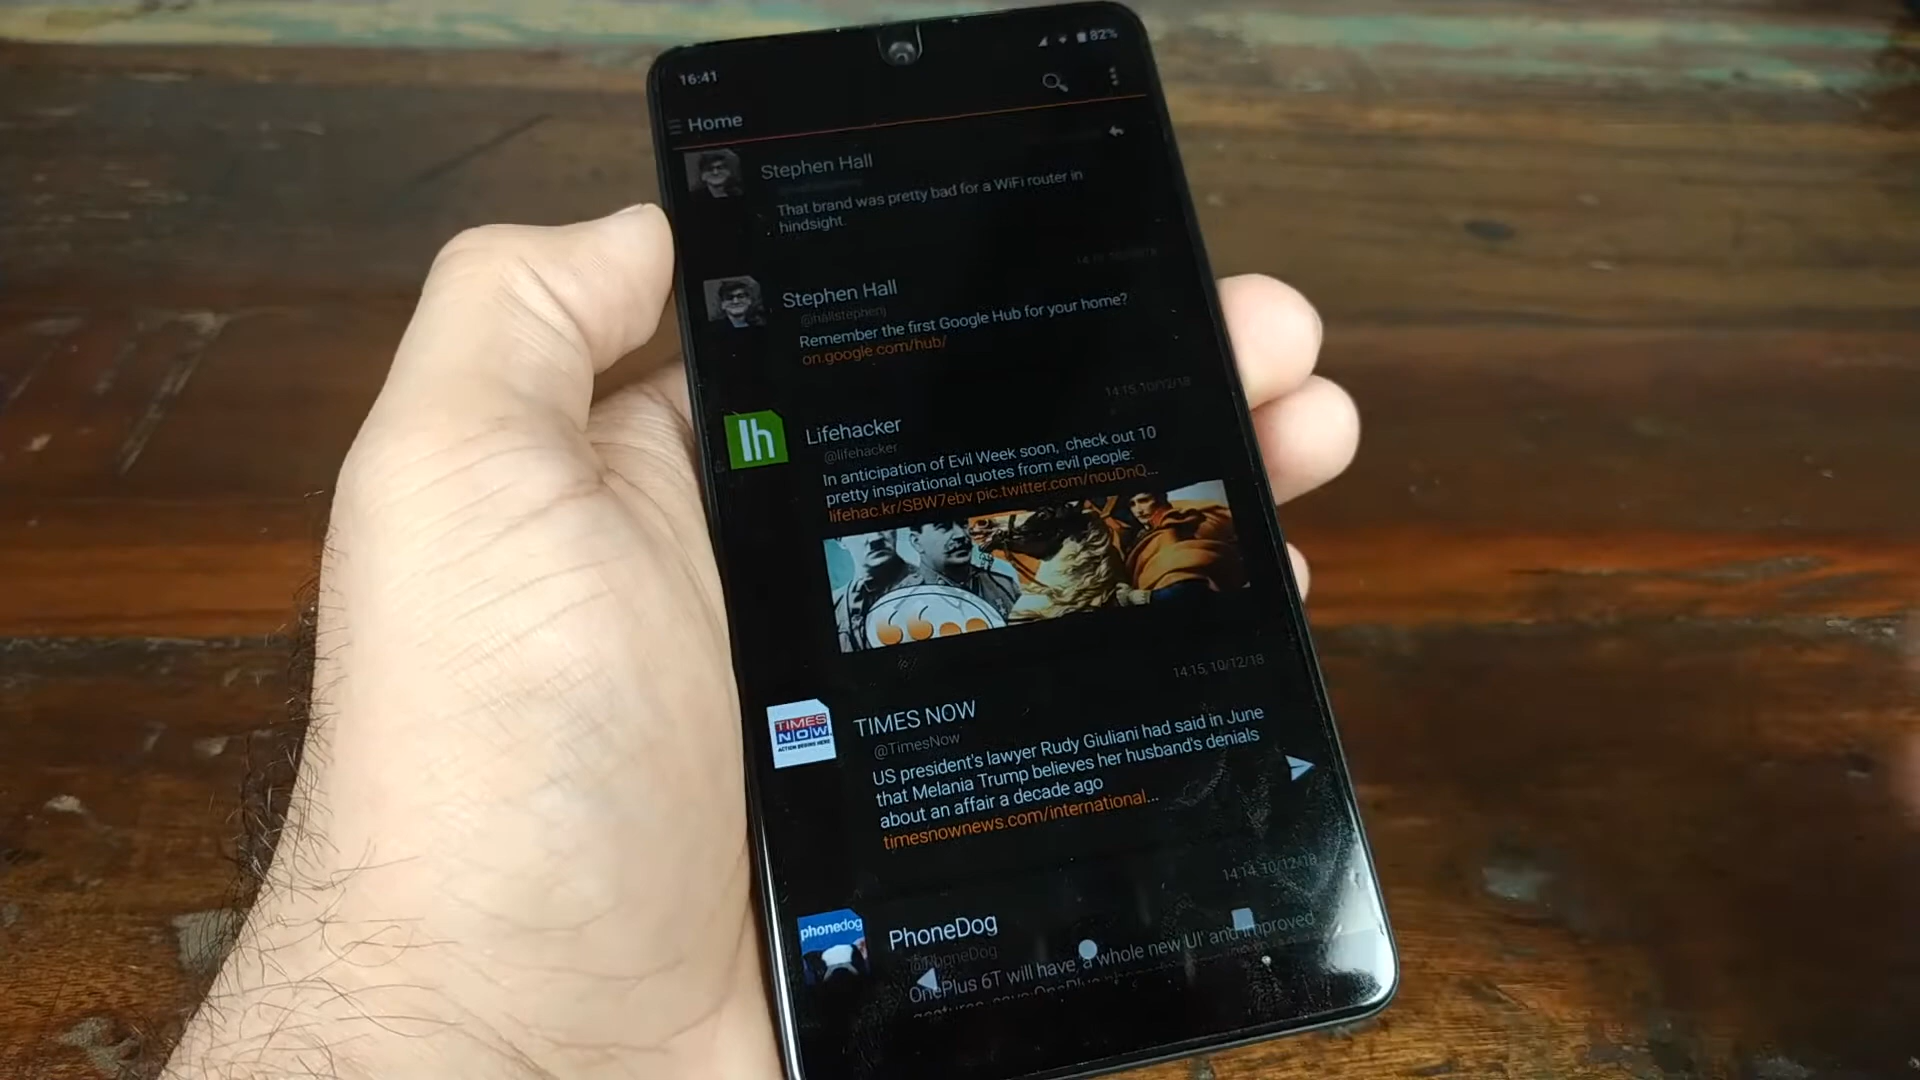 16:41
82%
Home
Stephen Hall
That brand was pretty bad for a WiFi router in
hindsight.
Stephen Hall
@hallstephenj
Remember the first Google Hub for your home?
on.google.com/hub/
14:15, 10/12/18
lh
Lifehacker
@lifehacker
In anticipation of Evil Week soon, check out 10
pretty inspirational quotes from evil people:
lifehac.kr/SBW7ebv pic.twitter.com/nouDnQ...
14:15, 10/12/18
TIMES
NOW
ACTION BEGINS HERE
TIMES NOW
@TimesNow
US president's lawyer Rudy Giuliani had said in June
that Melania Trump believes her husband's denials
about an affair a decade ago
timesnownews.com/international...
14:14, 10/12/18
phonedog
PhoneDog
@PhoneDog
OnePlus 6T will have a whole new UI' and improved